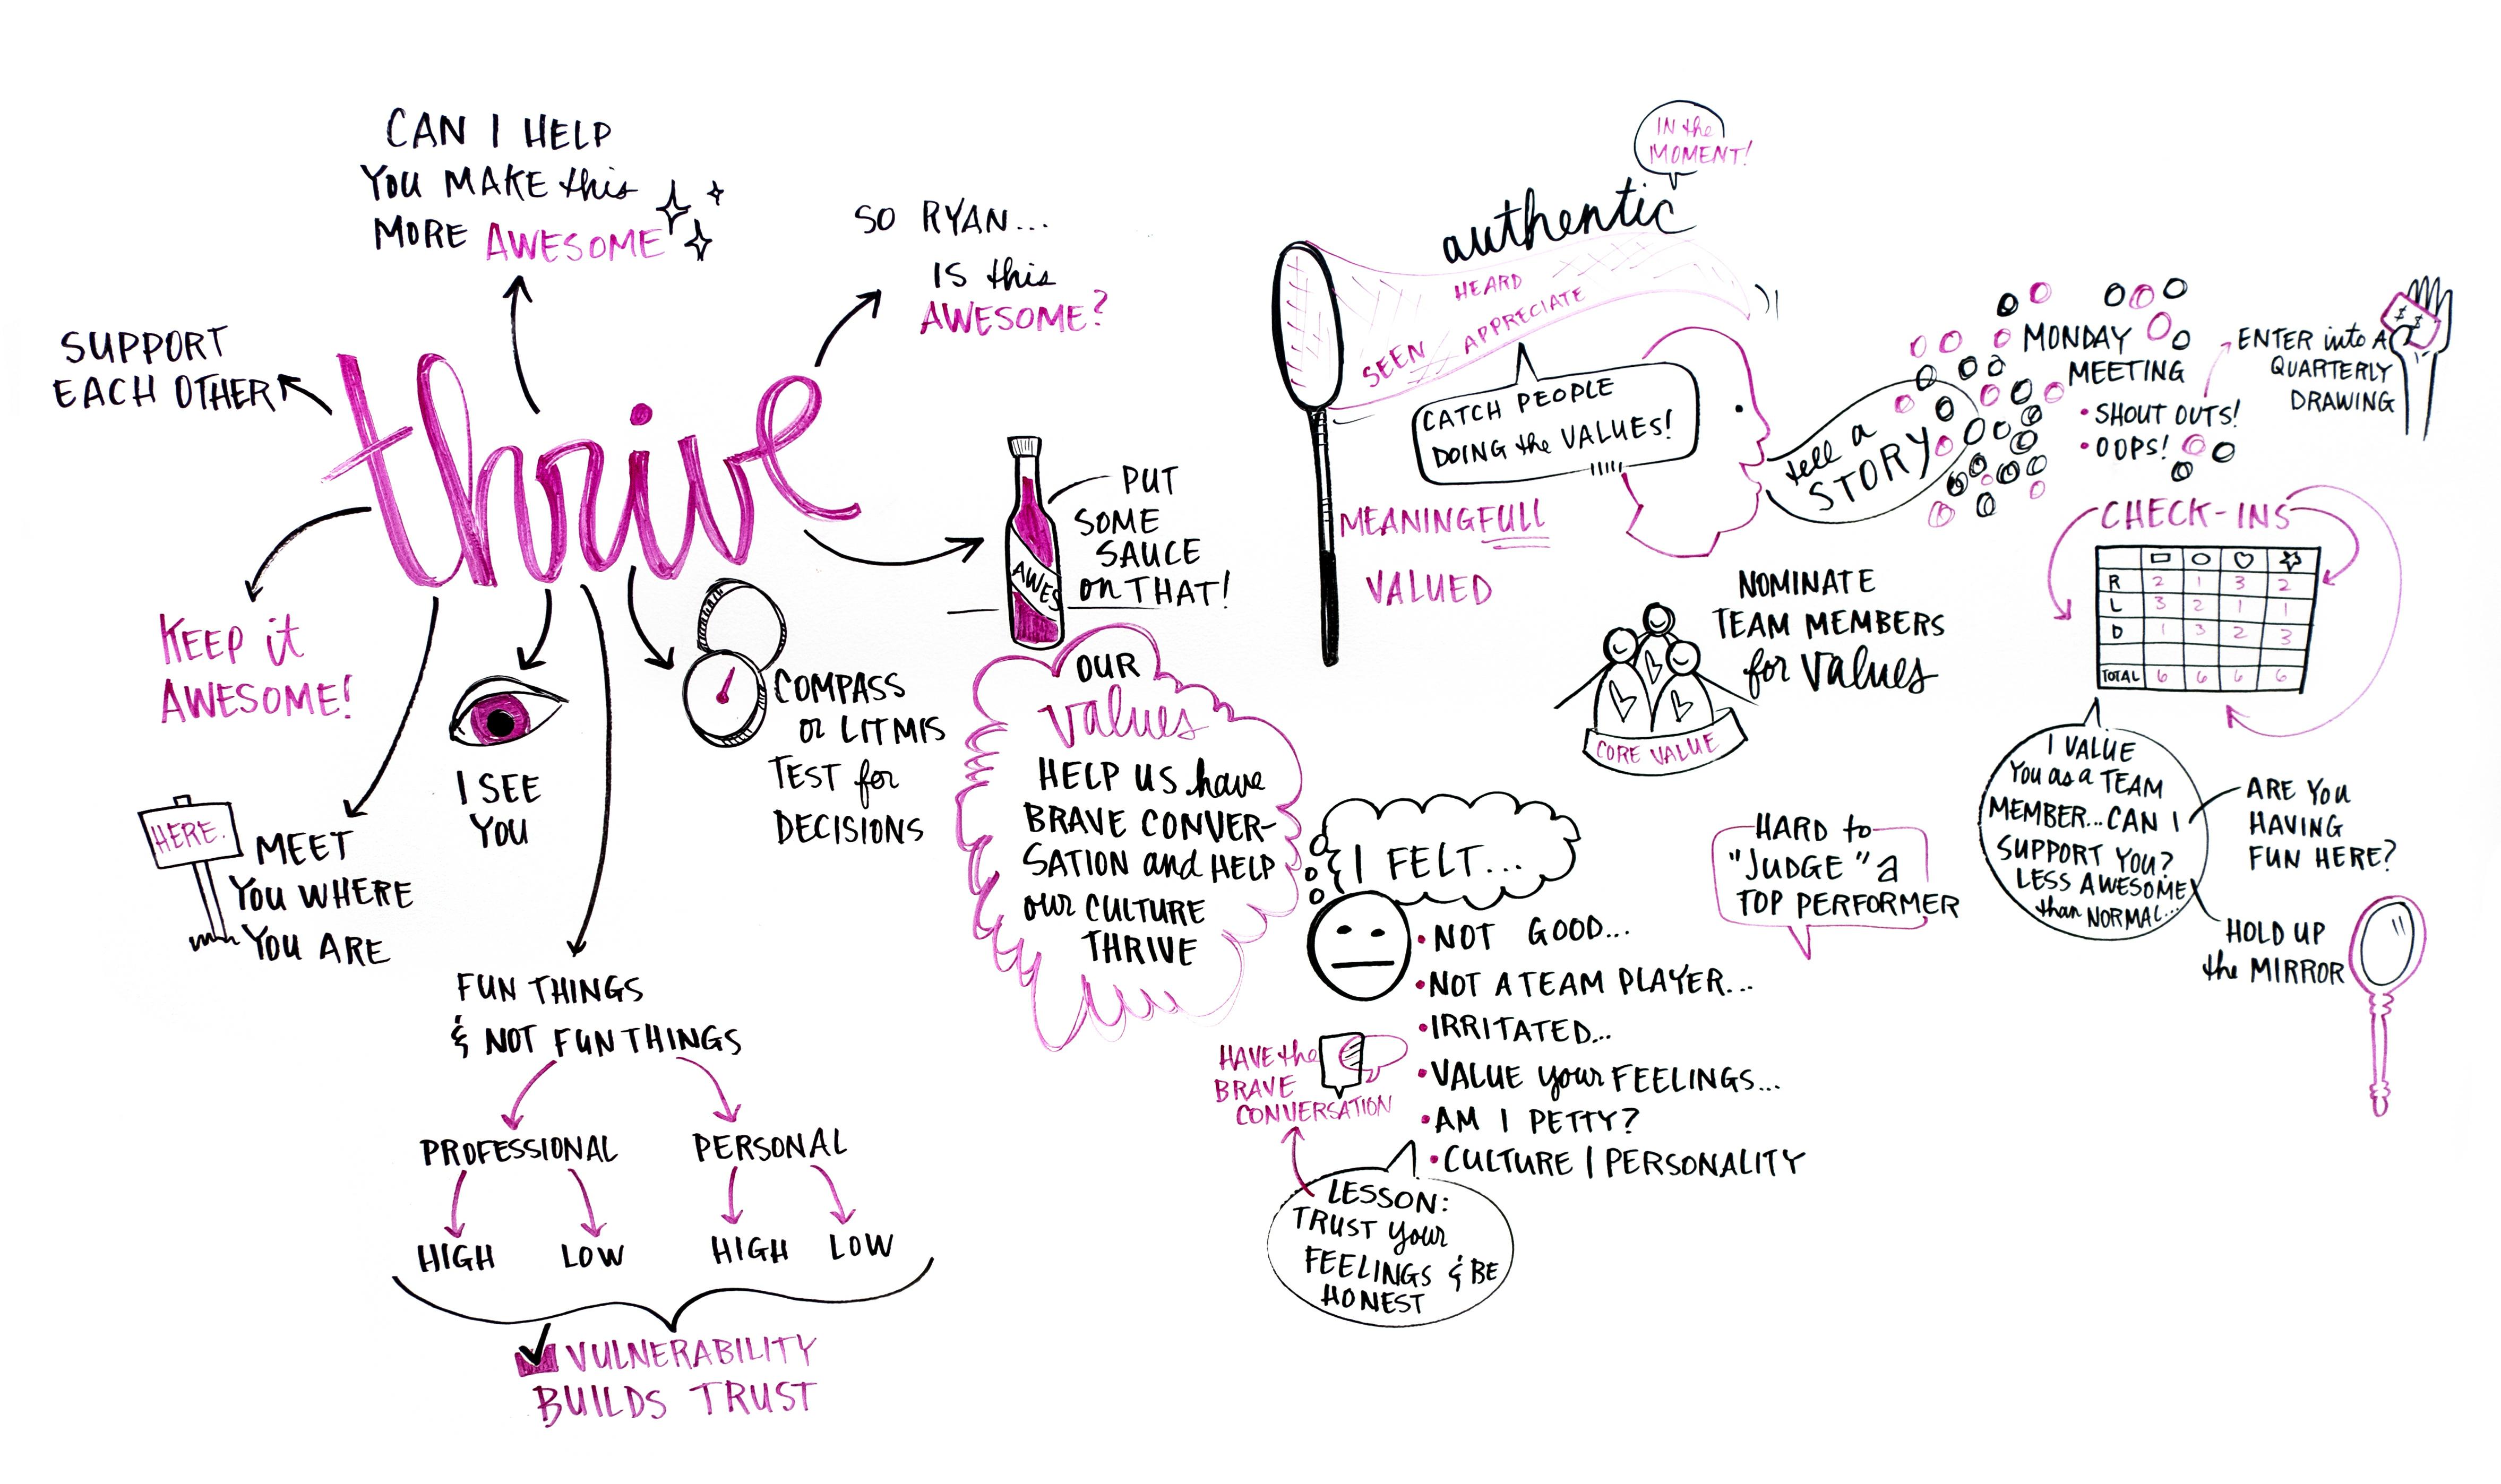 CAN I HELP
YOU MAKE this
MORE AWESOME
SO RYAN...
IS this
AWESOME?
SUPPORT
EACH OTHER
thrive
KEEP it
AWESOME!
HERE.
MEET
YOU WHERE
YOU ARE
I SEE
YOU
COMPASS
or LITMIS
TEST for
DECISIONS
AWES
PUT
SOME
SAUCE
on THAT!
FUN THINGS
& NOT FUN THINGS
PROFESSIONAL
PERSONAL
HIGH
LOW
HIGH
LOW
VULNERABILITY
BUILDS TRUST
OUR
values
HELP US have
BRAVE CONVER-
SATION and HELP
our CULTURE
THRIVE
IN the
MOMENT!
authentic
HEARD
SEEN APPRECIATE
CATCH PEOPLE
DOING the VALUES!
MEANINGFULL
VALUED
tell a
STORY
MONDAY
MEETING
• SHOUT OUTS!
• OOPS!
ENTER into A
QUARTERLY
DRAWING
$ $
NOMINATE
TEAM MEMBERS
for values
CORE VALUE
CHECK-INS
R 2 1 3 2
L 3 2 1 1
D 1 3 2 3
TOTAL 6 6 6 6
I VALUE
YOU as a TEAM
MEMBER... CAN I
SUPPORT YOU?
LESS AWESOME
than NORMAL...
ARE YOU
HAVING
FUN HERE?
HOLD UP
the MIRROR
HARD to
"JUDGE" a
TOP PERFORMER
I FELT...
• NOT GOOD...
• NOT A TEAM PLAYER...
• IRRITATED...
• VALUE your FEELINGS...
• AM I PETTY?
• CULTURE | PERSONALITY
HAVE the
BRAVE
CONVERSATION
LESSON:
TRUST your
FEELINGS & BE
HONEST